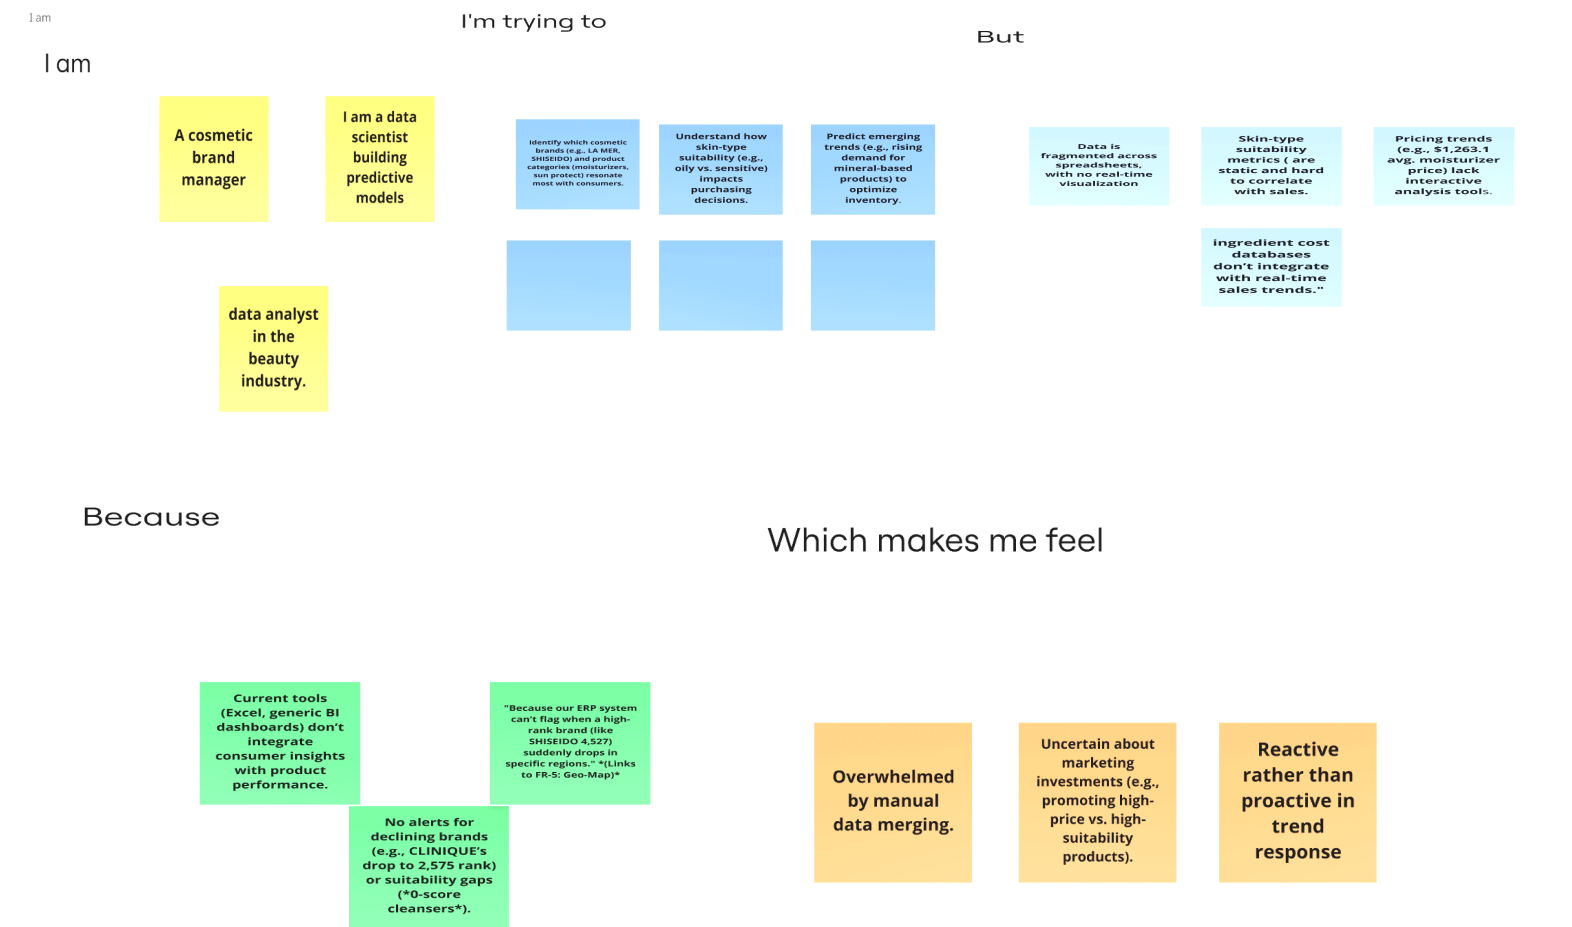 I am
I'm trying to
But
I am
A cosmetic
brand
manager
I am a data
scientist
building
predictive
models
data analyst
in the
beauty
industry.
Identify which cosmetic
brands (e.g., LA MER,
SHISEIDO) and product
categories (moisturizers,
sun protect) resonate
most with consumers.
Understand how
skin-type
suitability (e.g.,
oily vs. sensitive)
impacts
purchasing
decisions.
Predict emerging
trends (e.g., rising
demand for
mineral-based
products) to
optimize
inventory.
Data is
fragmented across
spreadsheets,
with no real-time
visualization
Skin-type
suitability
metrics ( are
static and hard
to correlate
with sales.
Pricing trends
(e.g., $1,263.1
avg. moisturizer
price) lack
interactive
analysis tools.
ingredient cost
databases
don't integrate
with real-time
sales trends."
Because
Which makes me feel
Current tools
(Excel, generic BI
dashboards) don't
integrate
consumer insights
with product
performance.
"Because our ERP system
can't flag when a high-
rank brand (like
SHISEIDO 4,527)
suddenly drops in
specific regions." *(Links
to FR-5: Geo-Map)*
No alerts for
declining brands
(e.g., CLINIQUE's
drop to 2,575 rank)
or suitability gaps
(*0-score
cleansers*).
Overwhelmed
by manual
data merging.
Uncertain about
marketing
investments (e.g.,
promoting high-
price vs. high-
suitability
products).
Reactive
rather than
proactive in
trend
response